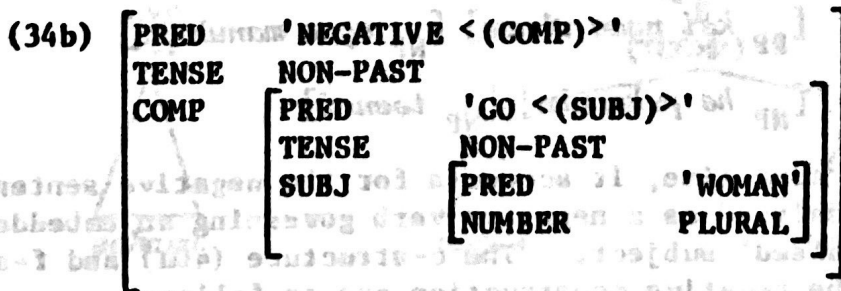 (34b) [PRED 'NEGATIVE <(COMP)>' ]
TENSE NON-PAST
COMP [PRED 'GO <(SUBJ)>' ]
TENSE NON-PAST
SUBJ [PRED 'WOMAN' ]
[NUMBER PLURAL]